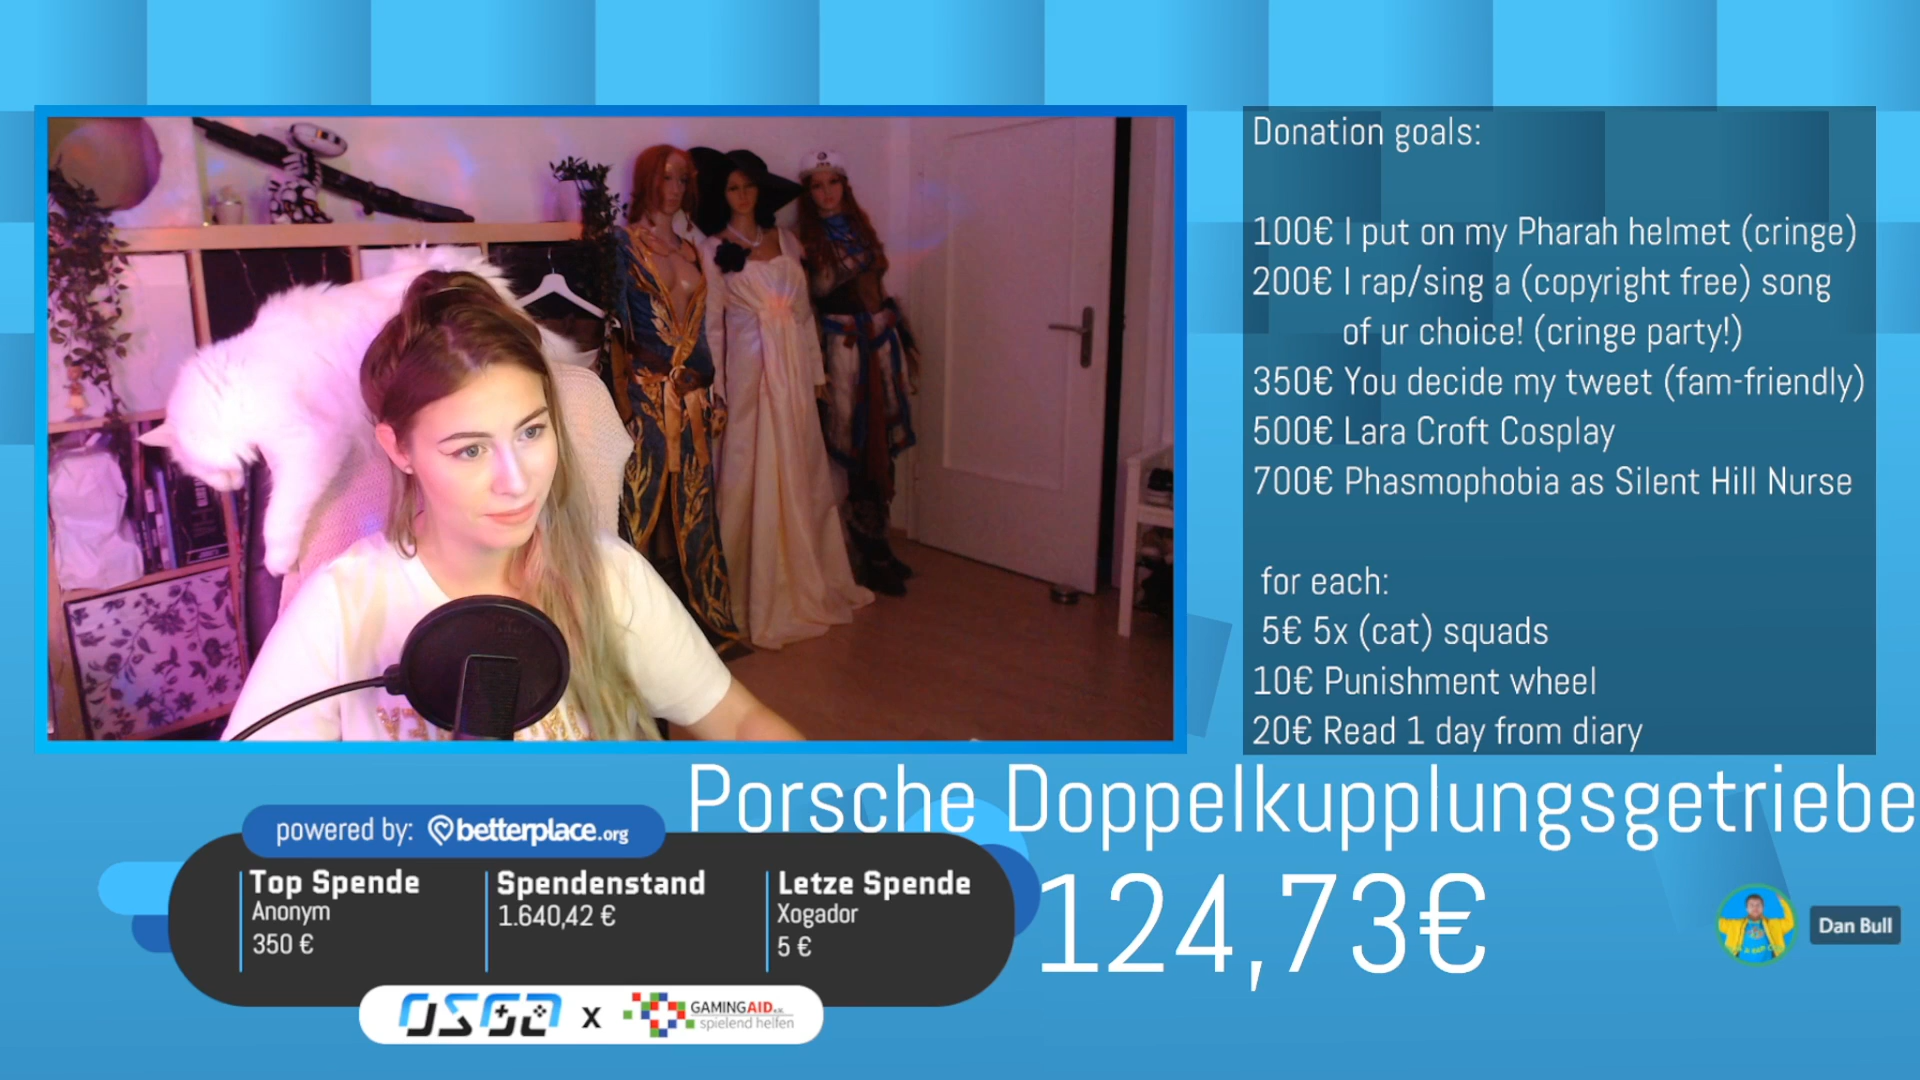 Donation goals:
100€ I put on my Pharah helmet (cringe)
200€ I rap/sing a (copyright free) song
of ur choice! (cringe party!)
350€ You decide my tweet (fam-friendly)
500€ Lara Croft Cosplay
700€ Phasmophobia as Silent Hill Nurse
for each:
5€ 5x (cat) squads
10€ Punishment wheel
20€ Read 1 day from diary
Porsche Doppelkupplungsgetriebe
124,73€
powered by: betterplace.org
Top Spende
Anonym
350 €
Spendenstand
1.640,42 €
Letze Spende
Xogador
5 €
x
GAMINGAID e.V.
spielend helfen
Dan Bull